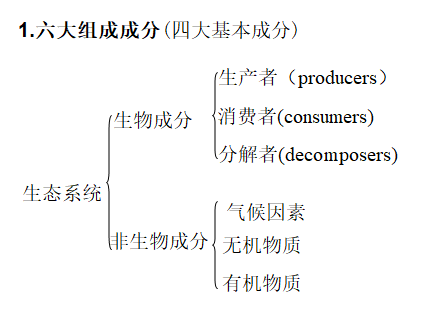 1.六大组成成分(四大基本成分)
生产者（producers）
生物成分
消费者(consumers)
分解者(decomposers)
生态系统
气候因素
非生物成分
无机物质
有机物质